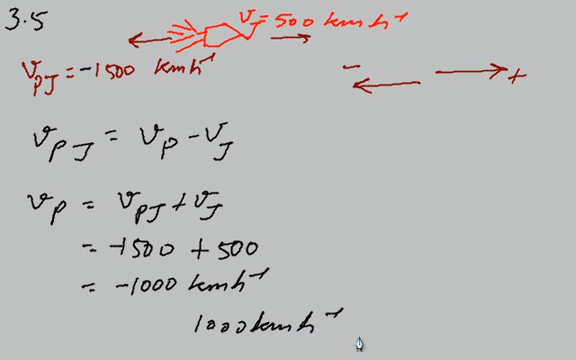 3.5
v_J = 500 km h⁻¹
v_PJ = -1500 km h⁻¹
- +
v_PJ = v_P - v_J
v_P = v_PJ + v_J
= -1500 + 500
= -1000 km h⁻¹
1000 km h⁻¹